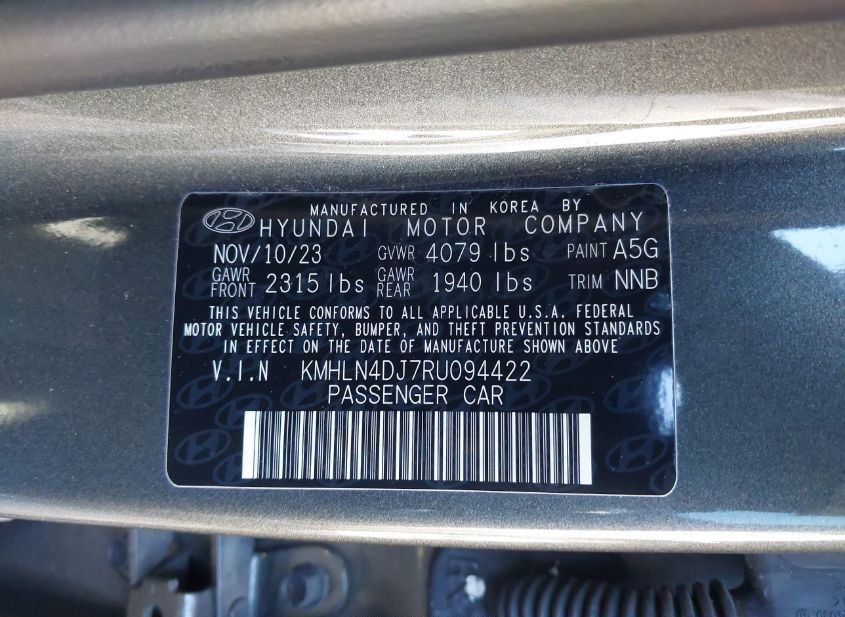 MANUFACTURED IN KOREA BY
HYUNDAI MOTOR COMPANY
NOV/10/23 GVWR 4079 lbs PAINT A5G
GAWR FRONT 2315 lbs GAWR REAR 1940 lbs TRIM NNB
THIS VEHICLE CONFORMS TO ALL APPLICABLE U.S.A. FEDERAL
MOTOR VEHICLE SAFETY, BUMPER, AND THEFT PREVENTION STANDARDS
IN EFFECT ON THE DATE OF MANUFACTURE SHOWN ABOVE
V.I.N KMHLN4DJ7RU094422
PASSENGER CAR